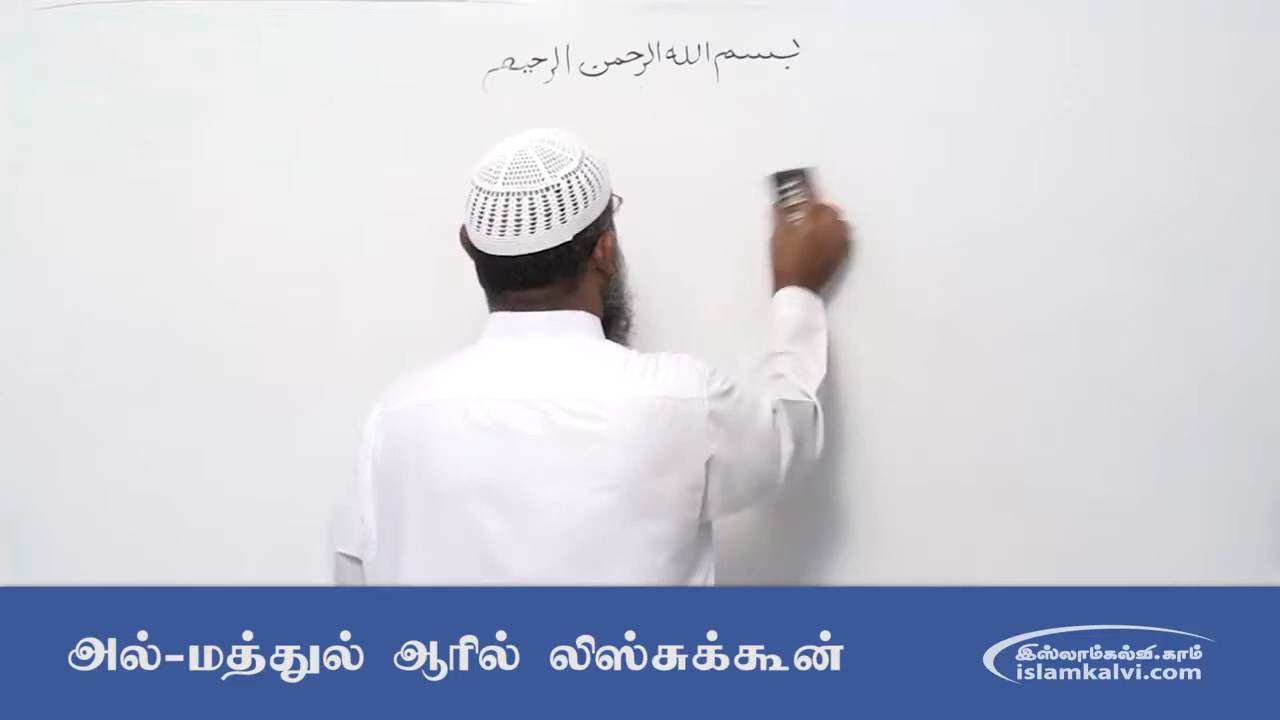 بسم الله الرحمن الرحيم
அல்-மத்துல் ஆரில் லிஸ்சுக்கூன்
இஸ்லாம்கல்வி.காம்
islamkalvi.com